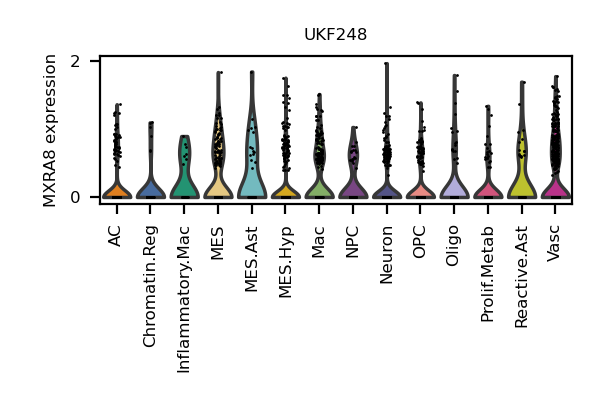 UKF248
MXRA8 expression
2
0
AC
Chromatin.Reg
Inflammatory.Mac
MES
MES.Ast
MES.Hyp
Mac
NPC
Neuron
OPC
Oligo
Prolif.Metab
Reactive.Ast
Vasc